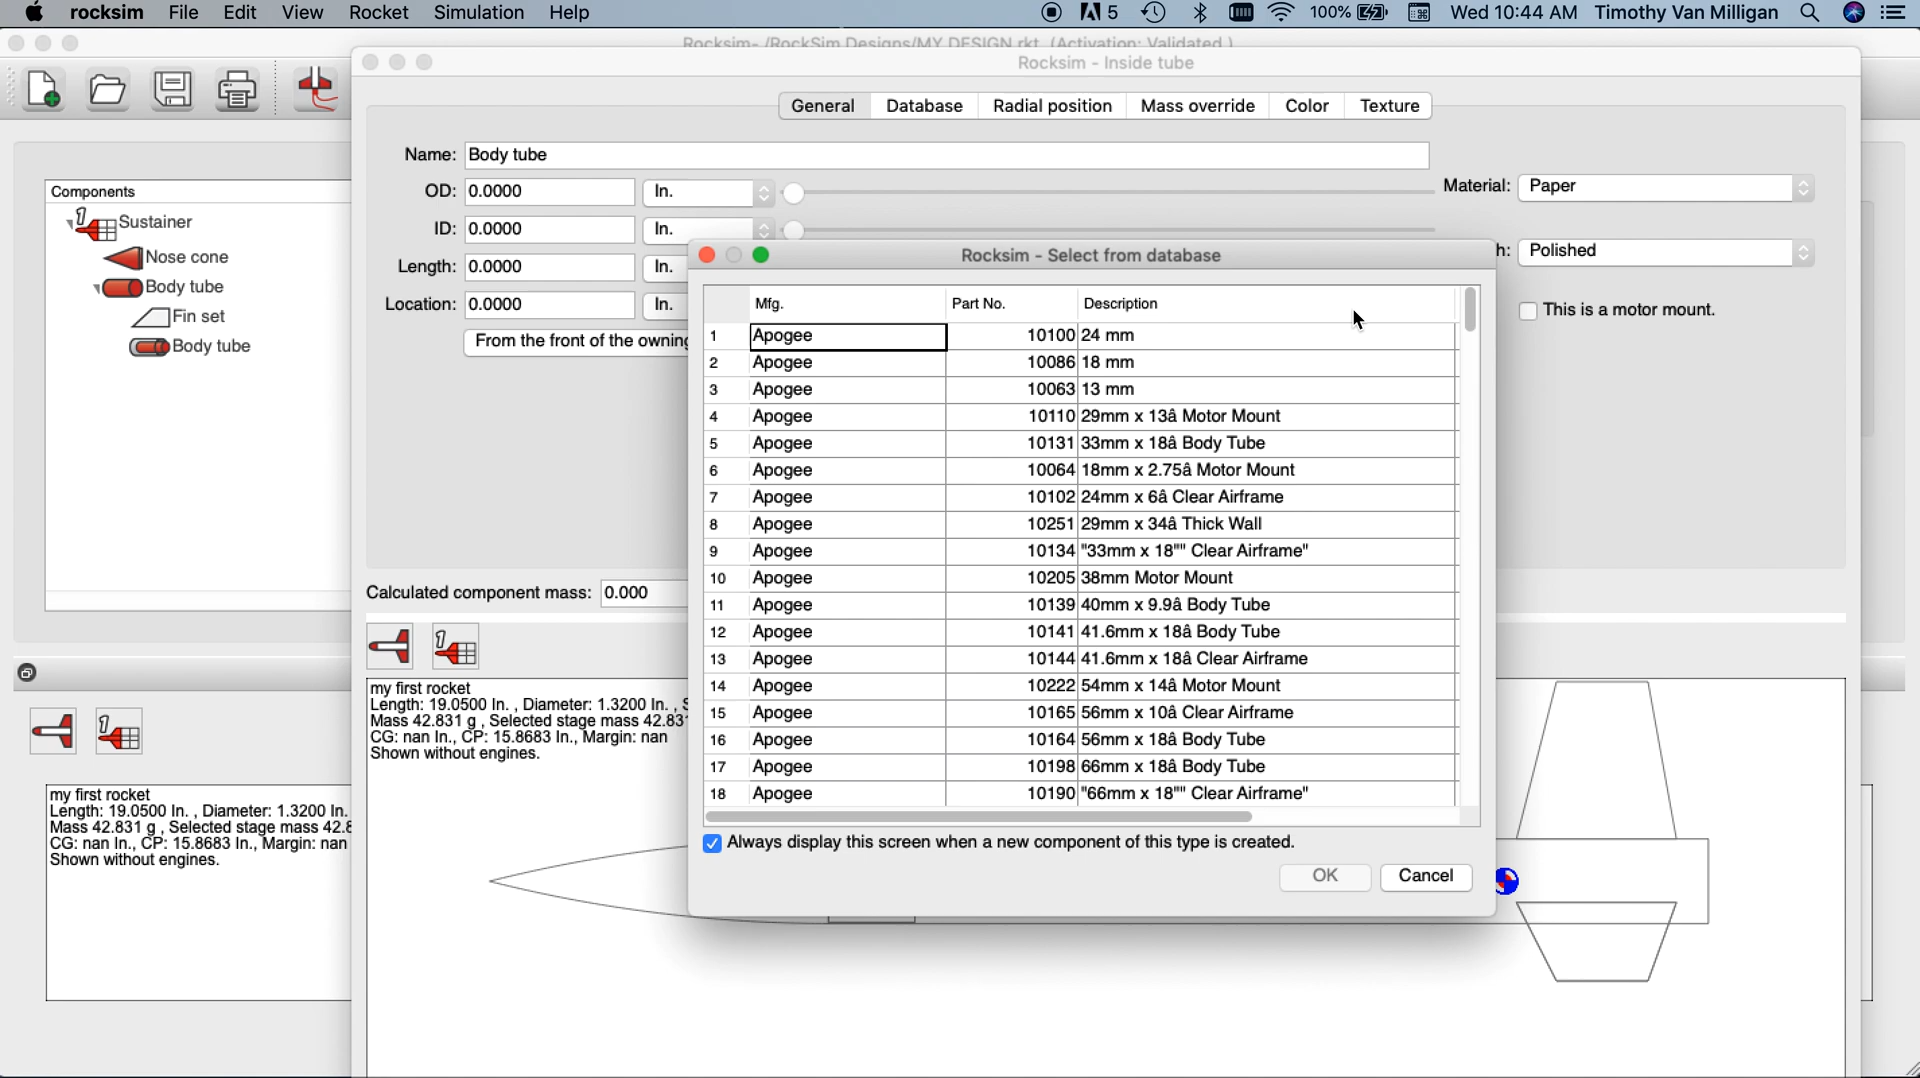 rocksim File Edit View Rocket Simulation Help 5 100% Wed 10:44 AM Timothy Van Milligan
Rocksim- /RockSim Designs/MY DESIGN.rkt (Activation: Validated )
Rocksim - Inside tube
General Database Radial position Mass override Color Texture
Name: Body tube
OD: 0.0000 In.
Material: Paper
ID: 0.0000 In.
h: Polished
Length: 0.0000 In.
Location: 0.0000 In.
This is a motor mount.
From the front of the owning
Components
1 Sustainer
Nose cone
Body tube
Fin set
Body tube
Rocksim - Select from database
Mfg. Part No. Description
1 Apogee 10100 24 mm
2 Apogee 10086 18 mm
3 Apogee 10063 13 mm
4 Apogee 10110 29mm x 13â Motor Mount
5 Apogee 10131 33mm x 18â Body Tube
6 Apogee 10064 18mm x 2.75â Motor Mount
7 Apogee 10102 24mm x 6â Clear Airframe
8 Apogee 10251 29mm x 34â Thick Wall
9 Apogee 10134 "33mm x 18"" Clear Airframe"
10 Apogee 10205 38mm Motor Mount
11 Apogee 10139 40mm x 9.9â Body Tube
12 Apogee 10141 41.6mm x 18â Body Tube
13 Apogee 10144 41.6mm x 18â Clear Airframe
14 Apogee 10222 54mm x 14â Motor Mount
15 Apogee 10165 56mm x 10â Clear Airframe
16 Apogee 10164 56mm x 18â Body Tube
17 Apogee 10198 66mm x 18â Body Tube
18 Apogee 10190 "66mm x 18"" Clear Airframe"
Always display this screen when a new component of this type is created.
OK Cancel
Calculated component mass: 0.000
1
my first rocket
Length: 19.0500 In. , Diameter: 1.3200 In. , S
Mass 42.831 g , Selected stage mass 42.831
CG: nan In., CP: 15.8683 In., Margin: nan
Shown without engines.
1
my first rocket
Length: 19.0500 In. , Diameter: 1.3200 In.
Mass 42.831 g , Selected stage mass 42.8
CG: nan In., CP: 15.8683 In., Margin: nan
Shown without engines.